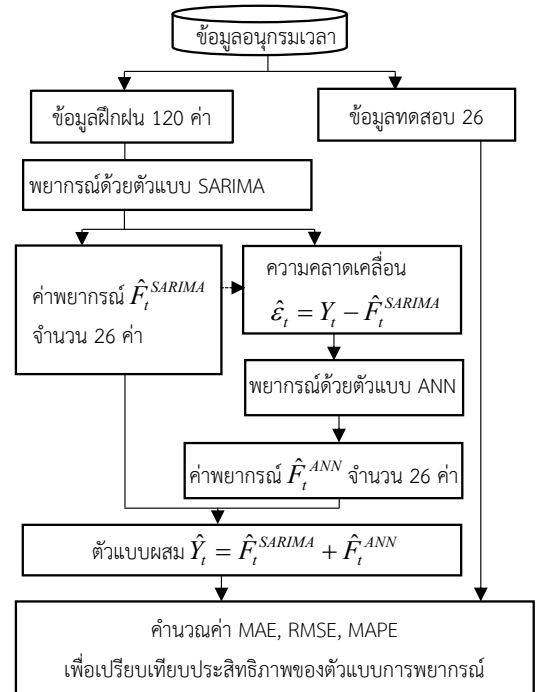 ข้อมูลอนุกรมเวลา
ข้อมูลฝึกฝน 120 ค่า
ข้อมูลทดสอบ 26
พยากรณ์ด้วยตัวแบบ SARIMA
ค่าพยากรณ์ $\hat{F}_t^{SARIMA}$
จำนวน 26 ค่า
ความคลาดเคลื่อน
$\hat{\varepsilon}_t = Y_t - \hat{F}_t^{SARIMA}$
พยากรณ์ด้วยตัวแบบ ANN
ค่าพยากรณ์ $\hat{F}_t^{ANN}$ จำนวน 26 ค่า
ตัวแบบผสม $\hat{Y}_t = \hat{F}_t^{SARIMA} + \hat{F}_t^{ANN}$
คำนวณค่า MAE, RMSE, MAPE
เพื่อเปรียบเทียบประสิทธิภาพของตัวแบบการพยากรณ์